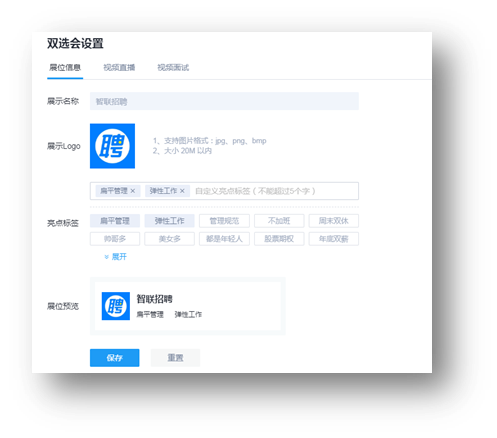 双选会设置
展位信息 视频直播 视频面试
展示名称 智联招聘
展示Logo 聘 1、支持图片格式：jpg、png、bmp
2、大小 20M 以内
扁平管理 × 弹性工作 × 自定义亮点标签（不能超过5个字）
亮点标签 扁平管理 弹性工作 管理规范 不加班 周末双休
帅哥多 美女多 都是年轻人 股票期权 年底双薪
展开
展位预览 聘 智联招聘
扁平管理 弹性工作
保存 重置